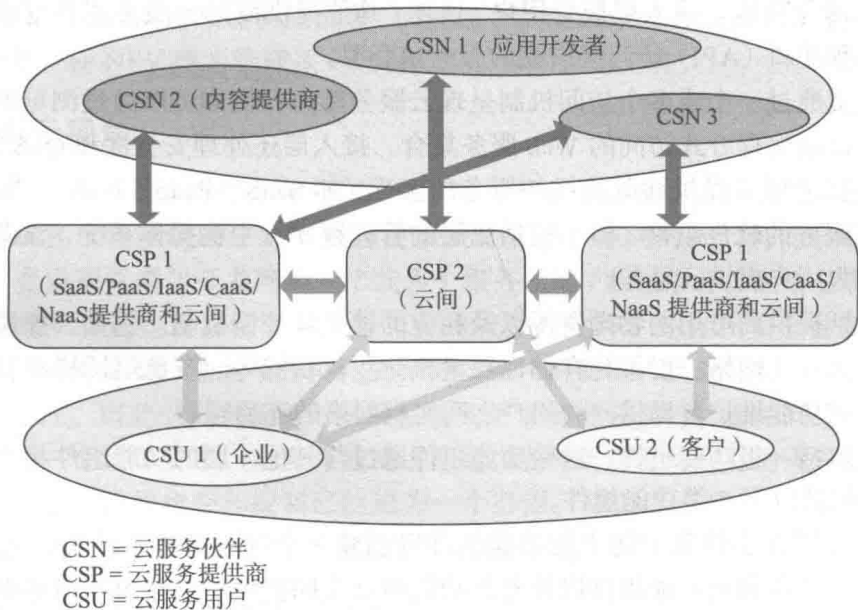 CSN 1（应用开发者）
CSN 2（内容提供商）
CSN 3
CSP 1
（SaaS/PaaS/IaaS/CaaS/
NaaS提供商和云间）
CSP 2
（云间）
CSP 1
（SaaS/PaaS/IaaS/CaaS/
NaaS 提供商和云间）
CSU 1（企业）
CSU 2（客户）
CSN = 云服务伙伴
CSP = 云服务提供商
CSU = 云服务用户